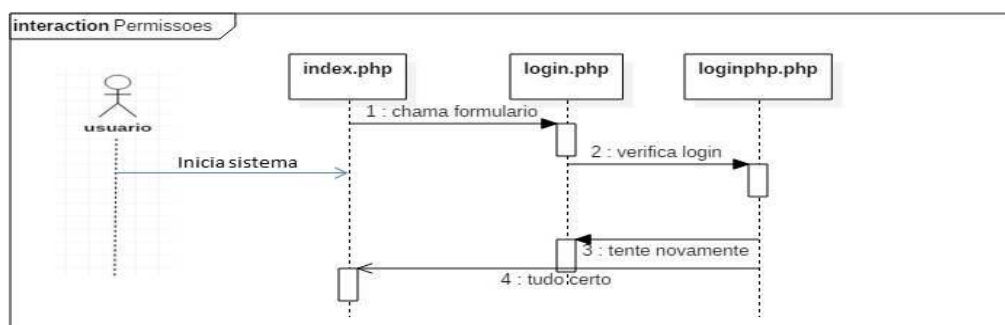 interaction Permissoes
index.php
login.php
loginphp.php
usuario
1 : chama formulario
2 : verifica login
Inicia sistema
3 : tente novamente
4 : tudo certo